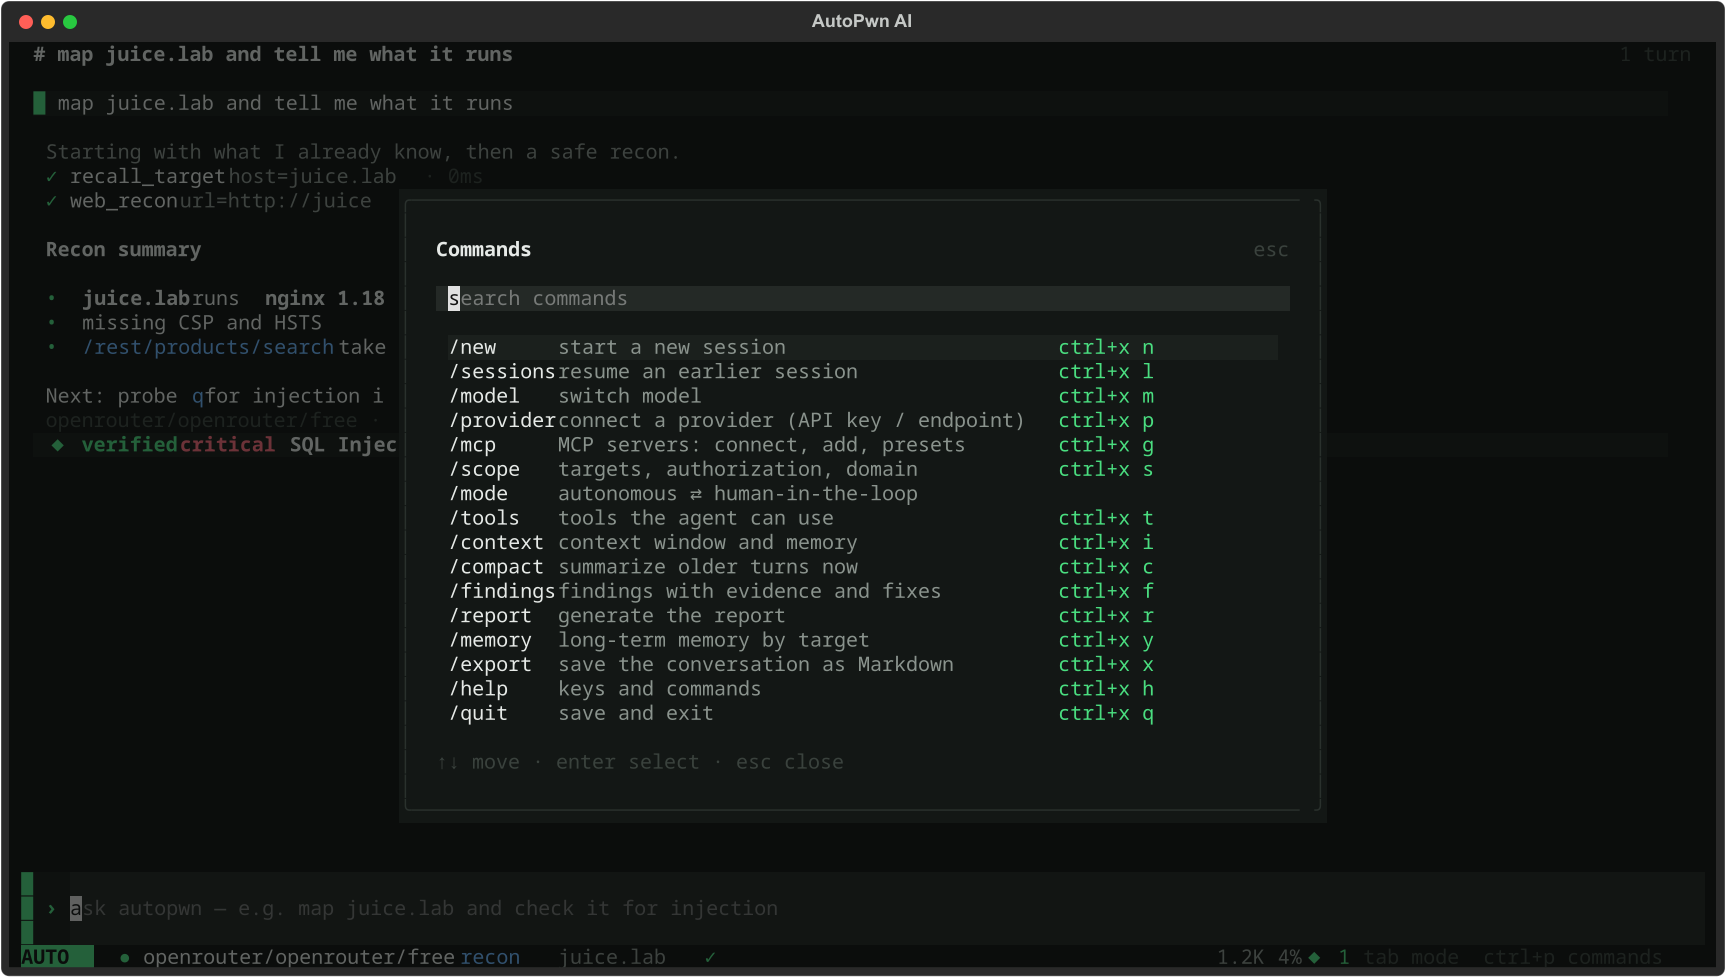 AutoPwn AI
# map juice.lab and tell me what it runs 1 turn
map juice.lab and tell me what it runs
Starting with what I already know, then a safe recon.
✓ recall_target host=juice.lab · 0ms
✓ web_recon url=http://juice
Recon summary
• juice.lab runs nginx 1.18
• missing CSP and HSTS
• /rest/products/search take
Next: probe q for injection i
openrouter/openrouter/free ·
◆ verified critical SQL Injec
Commands esc
search commands
/new start a new session ctrl+x n
/sessions resume an earlier session ctrl+x l
/model switch model ctrl+x m
/provider connect a provider (API key / endpoint) ctrl+x p
/mcp MCP servers: connect, add, presets ctrl+x g
/scope targets, authorization, domain ctrl+x s
/mode autonomous ⇄ human-in-the-loop
/tools tools the agent can use ctrl+x t
/context context window and memory ctrl+x i
/compact summarize older turns now ctrl+x c
/findings findings with evidence and fixes ctrl+x f
/report generate the report ctrl+x r
/memory long-term memory by target ctrl+x y
/export save the conversation as Markdown ctrl+x x
/help keys and commands ctrl+x h
/quit save and exit ctrl+x q
↑↓ move · enter select · esc close
› ask autopwn — e.g. map juice.lab and check it for injection
AUTO ● openrouter/openrouter/free recon juice.lab ✓ 1.2K 4% ◆ 1 tab mode ctrl+p commands